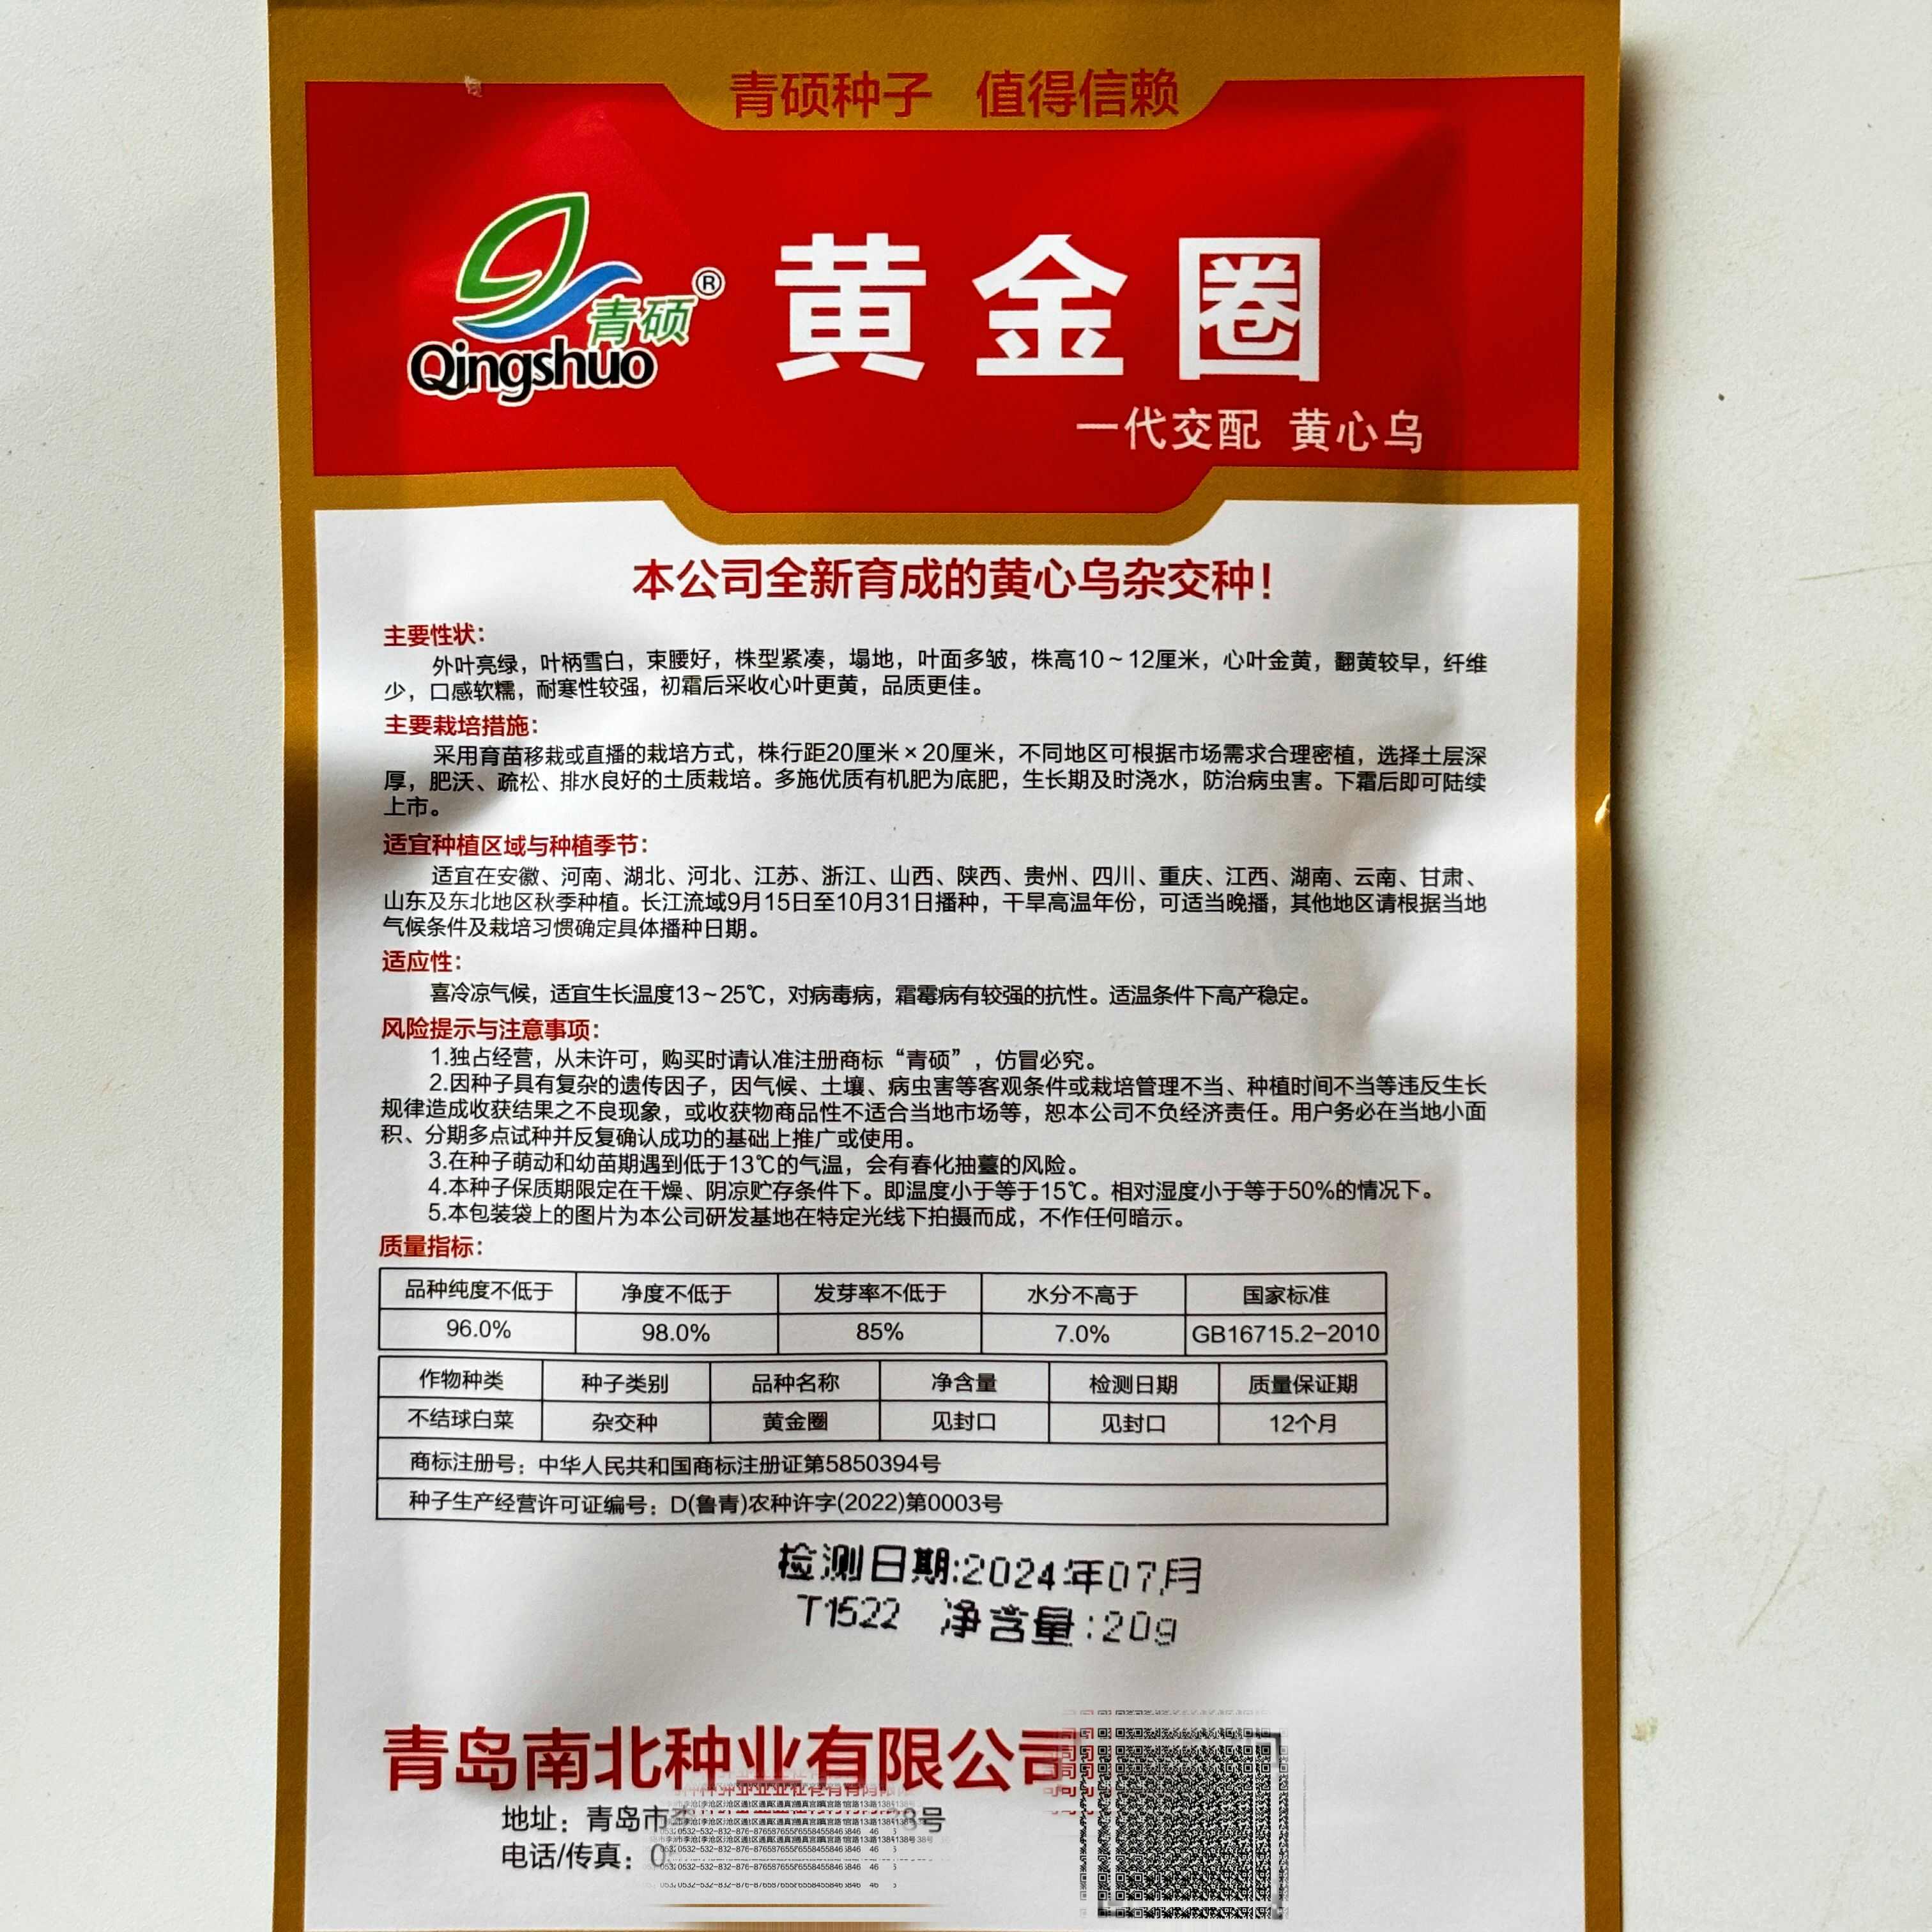 青硕种子 值得信赖
青硕®
Qingshuo
黄金圈
一代交配 黄心乌
本公司全新育成的黄心乌杂交种！
主要性状：
外叶亮绿，叶柄雪白，束腰好，株型紧凑，塌地，叶面多皱，株高10～12厘米，心叶金黄，翻黄较早，纤维
少，口感软糯，耐寒性较强，初霜后采收心叶更黄，品质更佳。
主要栽培措施：
采用育苗移栽或直播的栽培方式，株行距20厘米×20厘米，不同地区可根据市场需求合理密植，选择土层深
厚，肥沃、疏松、排水良好的土质栽培。多施优质有机肥为底肥，生长期及时浇水，防治病虫害。下霜后即可陆续
上市。
适宜种植区域与种植季节：
适宜在安徽、河南、湖北、河北、江苏、浙江、山西、陕西、贵州、四川、重庆、江西、湖南、云南、甘肃、
山东及东北地区秋季种植。长江流域9月15日至10月31日播种，干旱高温年份，可适当晚播，其他地区请根据当地
气候条件及栽培习惯确定具体播种日期。
适应性：
喜冷凉气候，适宜生长温度13～25℃，对病毒病，霜霉病有较强的抗性。适温条件下高产稳定。
风险提示与注意事项：
1.独占经营，从未许可，购买时请认准注册商标“青硕”，仿冒必究。
2.因种子具有复杂的遗传因子，因气候、土壤、病虫害等客观条件或栽培管理不当、种植时间不当等违反生长
规律造成收获结果之不良现象，或收获物商品性不适合当地市场等，恕本公司不负经济责任。用户务必在当地小面
积、分期多点试种并反复确认成功的基础上推广或使用。
3.在种子萌动和幼苗期遇到低于13℃的气温，会有春化抽薹的风险。
4.本种子保质期限定在干燥、阴凉贮存条件下。即温度小于等于15℃。相对湿度小于等于50%的情况下。
5.本包装袋上的图片为本公司研发基地在特定光线下拍摄而成，不作任何暗示。
质量指标：
品种纯度不低于 净度不低于 发芽率不低于 水分不高于 国家标准
96.0% 98.0% 85% 7.0% GB16715.2-2010
作物种类 种子类别 品种名称 净含量 检测日期 质量保证期
不结球白菜 杂交种 黄金圈 见封口 见封口 12个月
商标注册号：中华人民共和国商标注册证第5850394号
种子生产经营许可证编号：D(鲁青)农种许字(2022)第0003号
检测日期:2024年07月
T1522 净含量:20g
青岛南北种业有限公司
地址：青岛市
电话/传真：